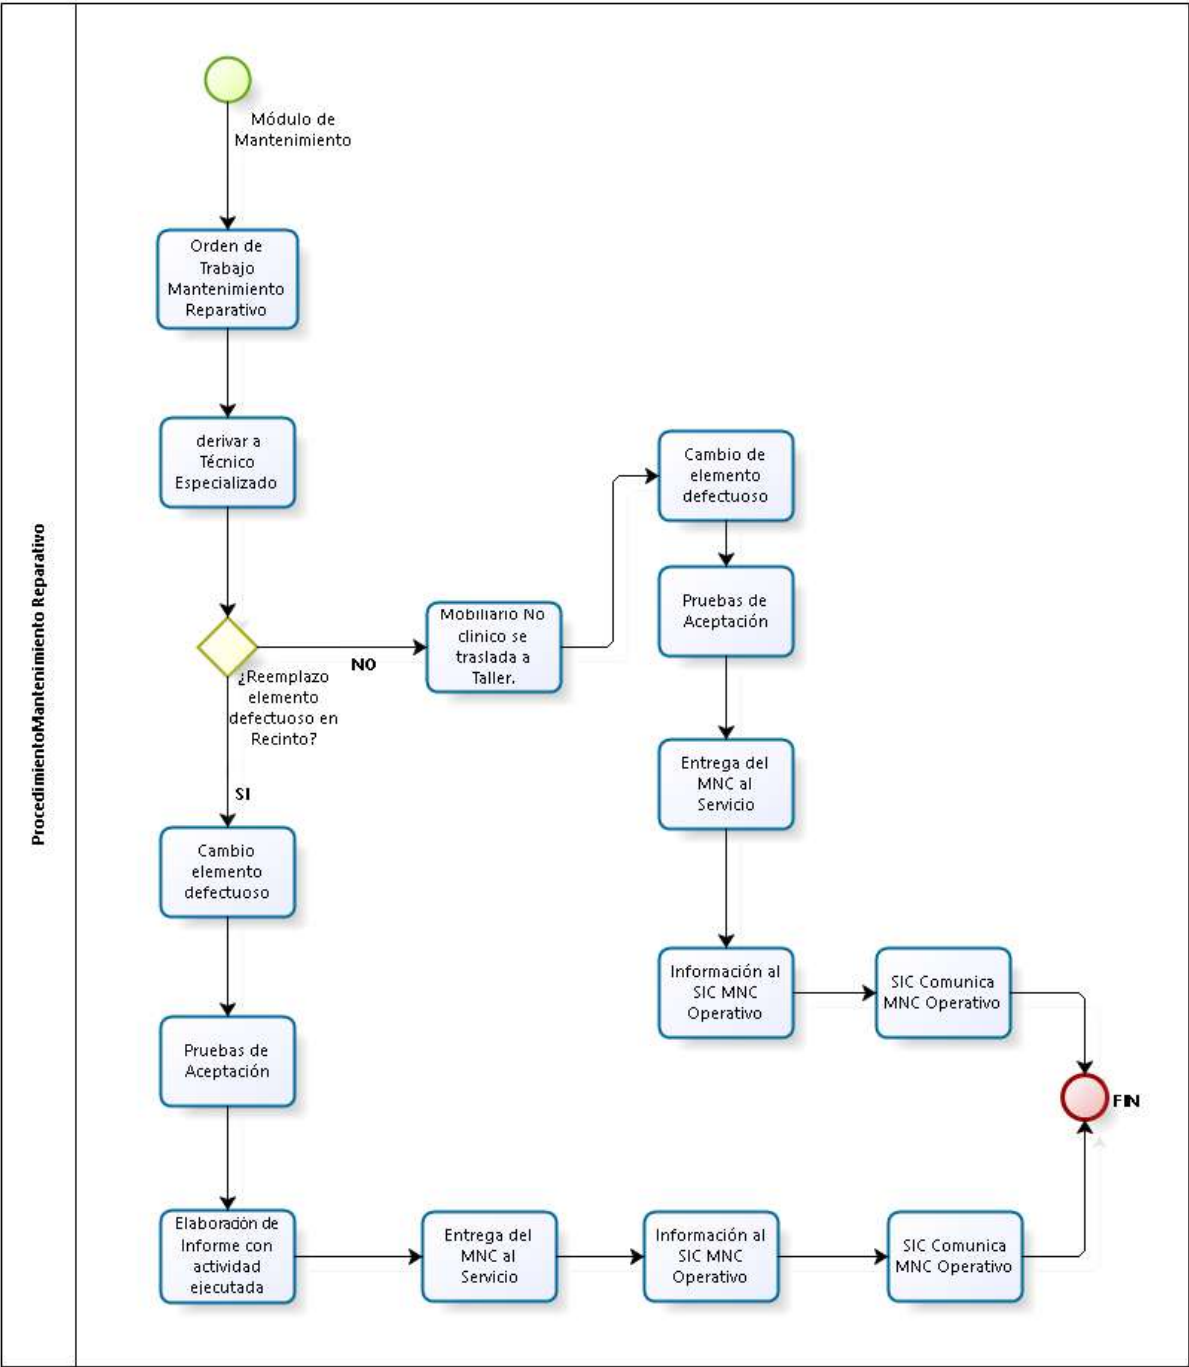 ProcedimientoMantenimiento Reparativo
Módulo de
Mantenimiento
Orden de
Trabajo
Mantenimiento
Reparativo
derivar a
Técnico
Especializado
¿Reemplazo
elemento
defectuoso en
Recinto?
NO
Mobiliario No
clinico se
traslada a
Taller.
Cambio de
elemento
defectuoso
Pruebas de
Aceptación
Entrega del
MNC al
Servicio
Información al
SIC MNC
Operativo
SIC Comunica
MNC Operativo
SI
Cambio
elemento
defectuoso
Pruebas de
Aceptación
Elaboración de
Informe con
actividad
ejecutada
Entrega del
MNC al
Servicio
Información al
SIC MNC
Operativo
SIC Comunica
MNC Operativo
FIN